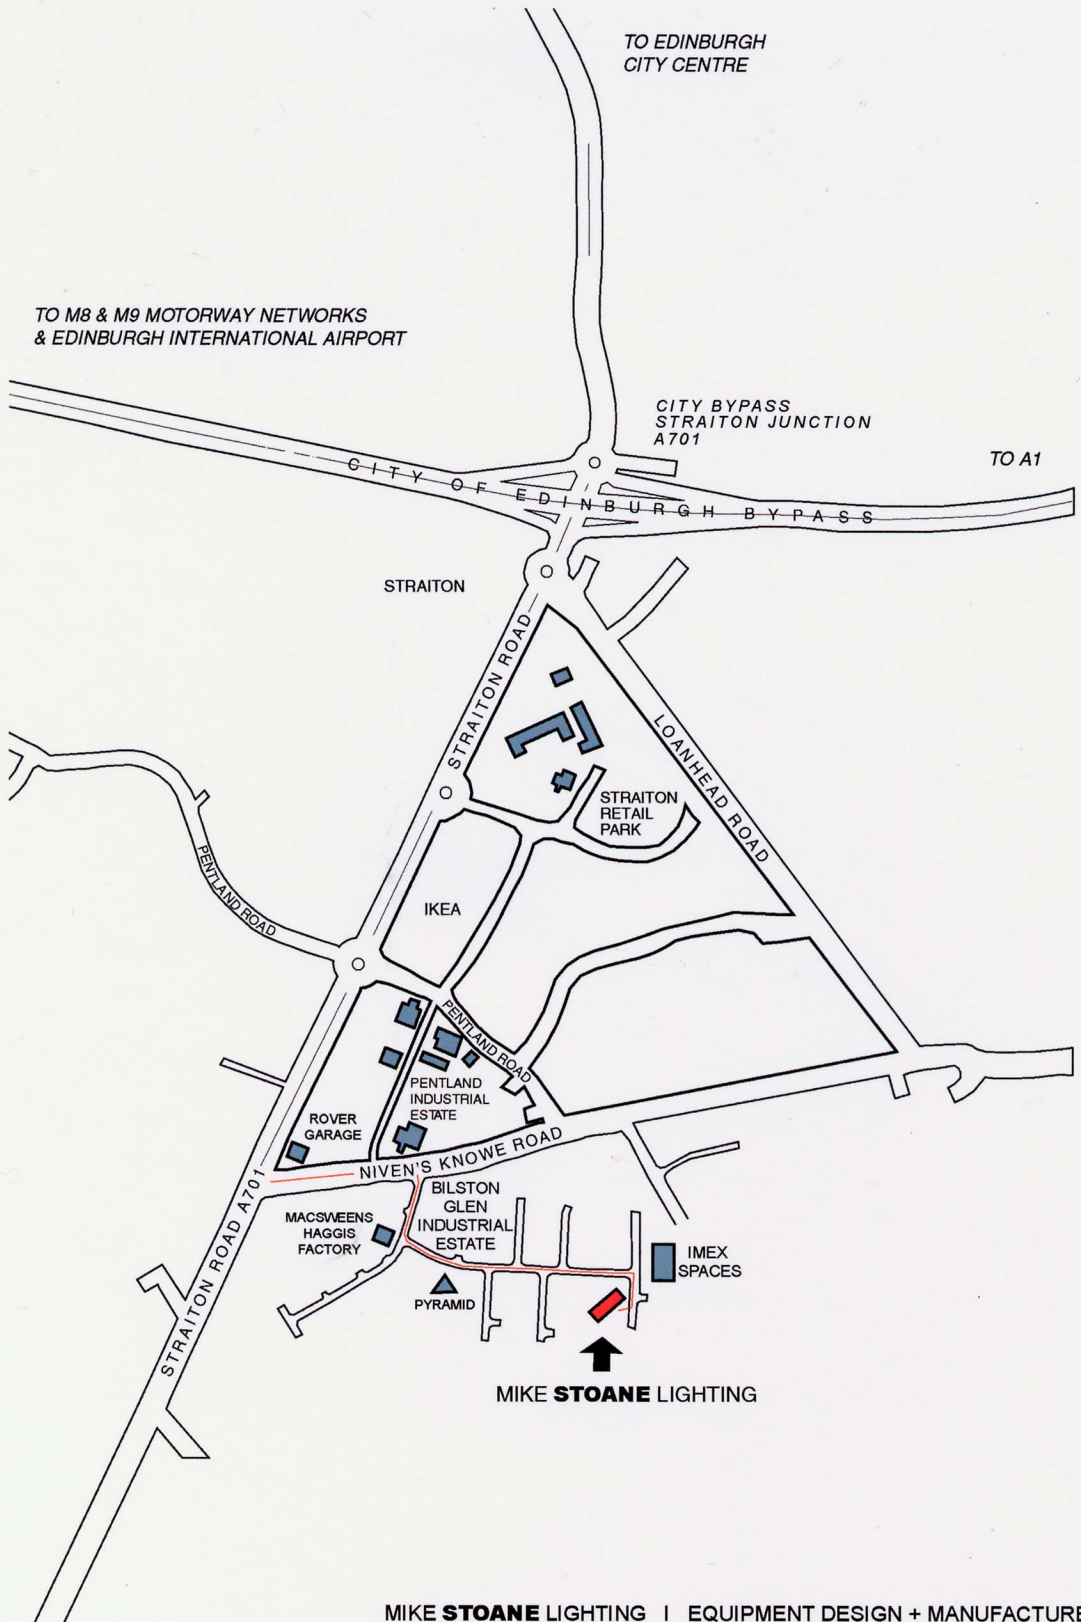 TO EDINBURGH
CITY CENTRE
TO M8 & M9 MOTORWAY NETWORKS
& EDINBURGH INTERNATIONAL AIRPORT
CITY BYPASS
STRAITON JUNCTION
A701
TO A1
CITY OF EDINBURGH BYPASS
STRAITON
STRAITON ROAD
LOANHEAD ROAD
STRAITON
RETAIL
PARK
PENTLAND ROAD
IKEA
PENTLAND ROAD
PENTLAND
INDUSTRIAL
ESTATE
ROVER
GARAGE
NIVEN'S KNOWE ROAD
STRAITON ROAD A701
BILSTON
GLEN
INDUSTRIAL
ESTATE
MACSWEENS
HAGGIS
FACTORY
IMEX
SPACES
PYRAMID
MIKE STOANE LIGHTING
MIKE STOANE LIGHTING | EQUIPMENT DESIGN + MANUFACTURE